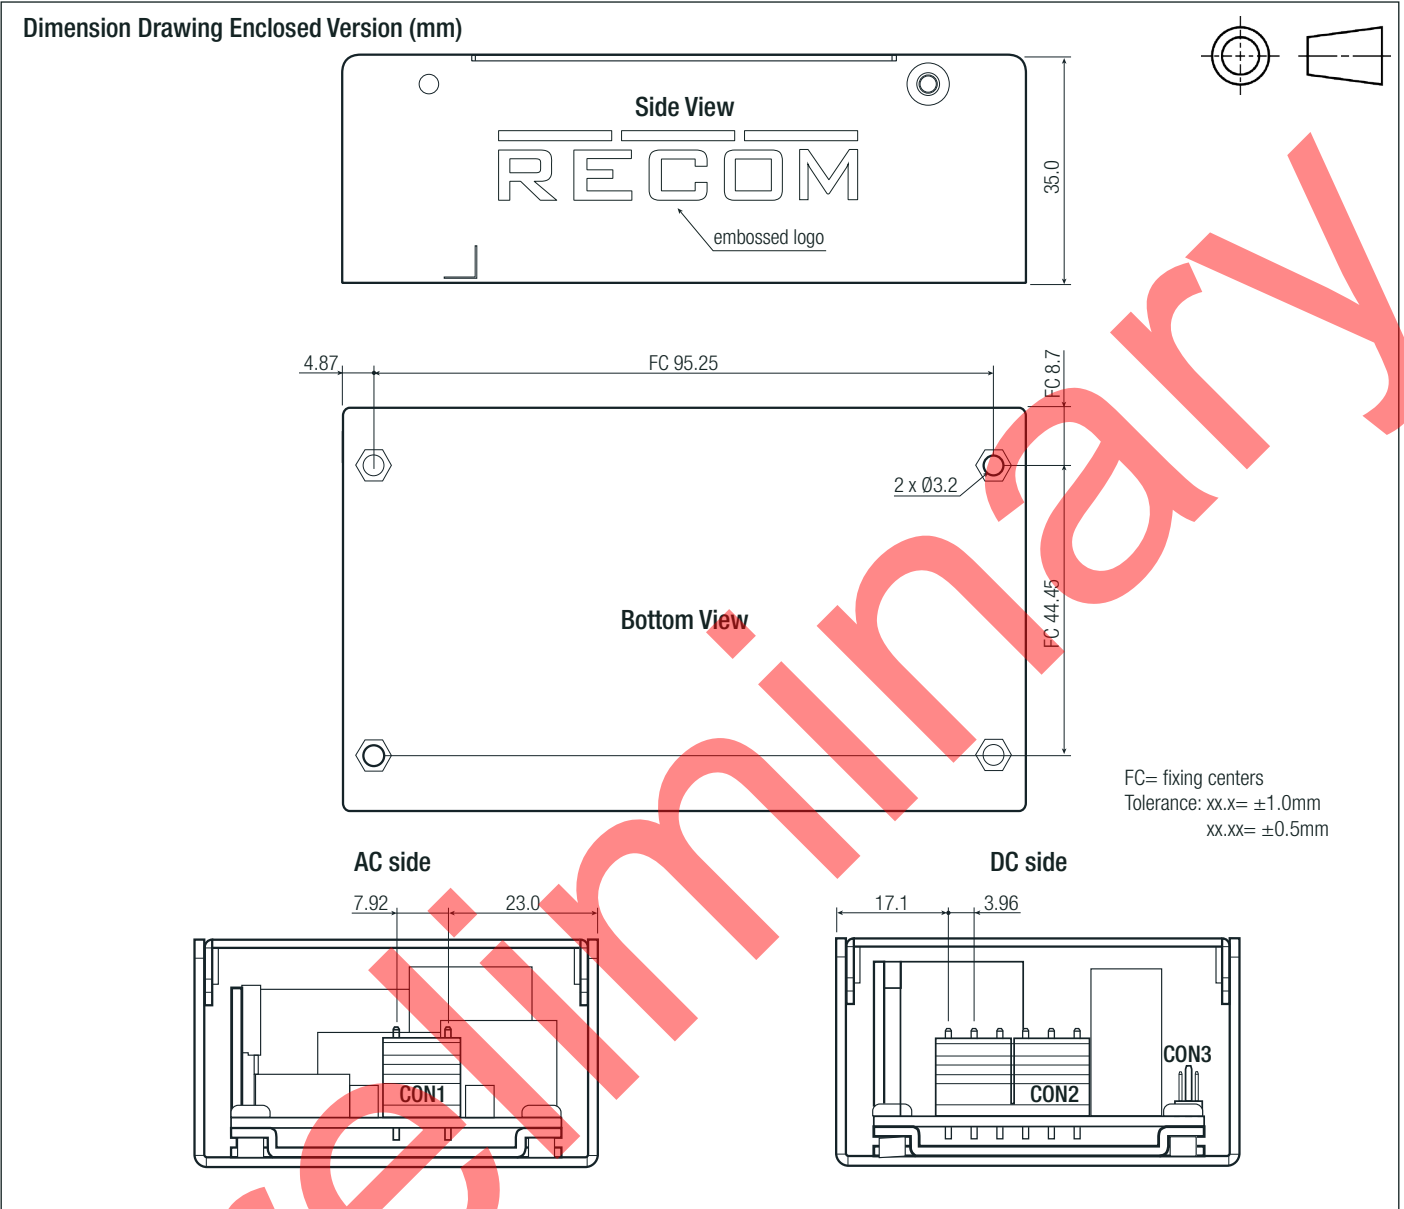 Dimension Drawing Enclosed Version (mm)
Side View
RECOM
embossed logo
35.0
4.87
FC 95.25
FC 8.7
2 x Ø3.2
Bottom View
FC 44.45
FC= fixing centers
Tolerance: xx.x= ±1.0mm
xx.xx= ±0.5mm
AC side
DC side
7.92
23.0
17.1
3.96
CON1
CON2
CON3
eliminary